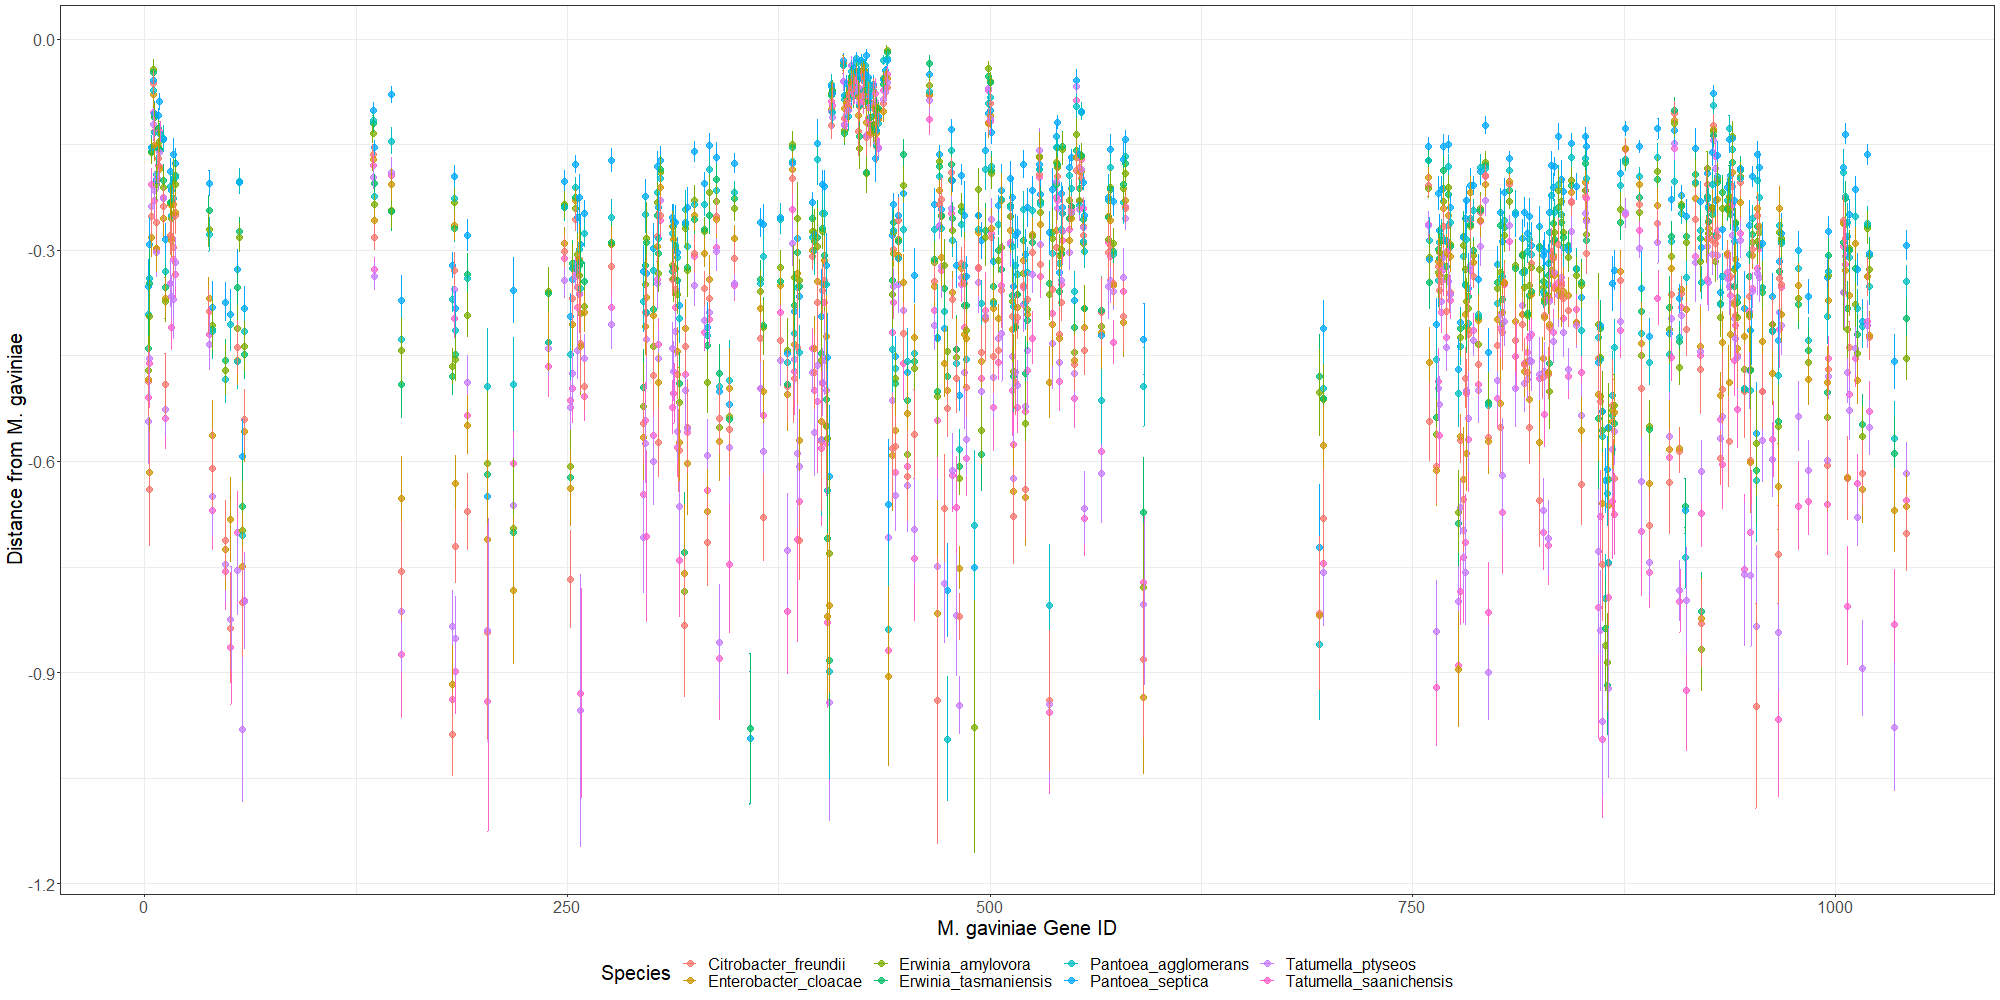 0.0
-0.3
-0.6
-0.9
-1.2
Distance from M. gaviniae
0 250 500 750 1000
M. gaviniae Gene ID
Species
Citrobacter_freundii Erwinia_amylovora Pantoea_agglomerans Tatumella_ptyseos
Enterobacter_cloacae Erwinia_tasmaniensis Pantoea_septica Tatumella_saanichensis